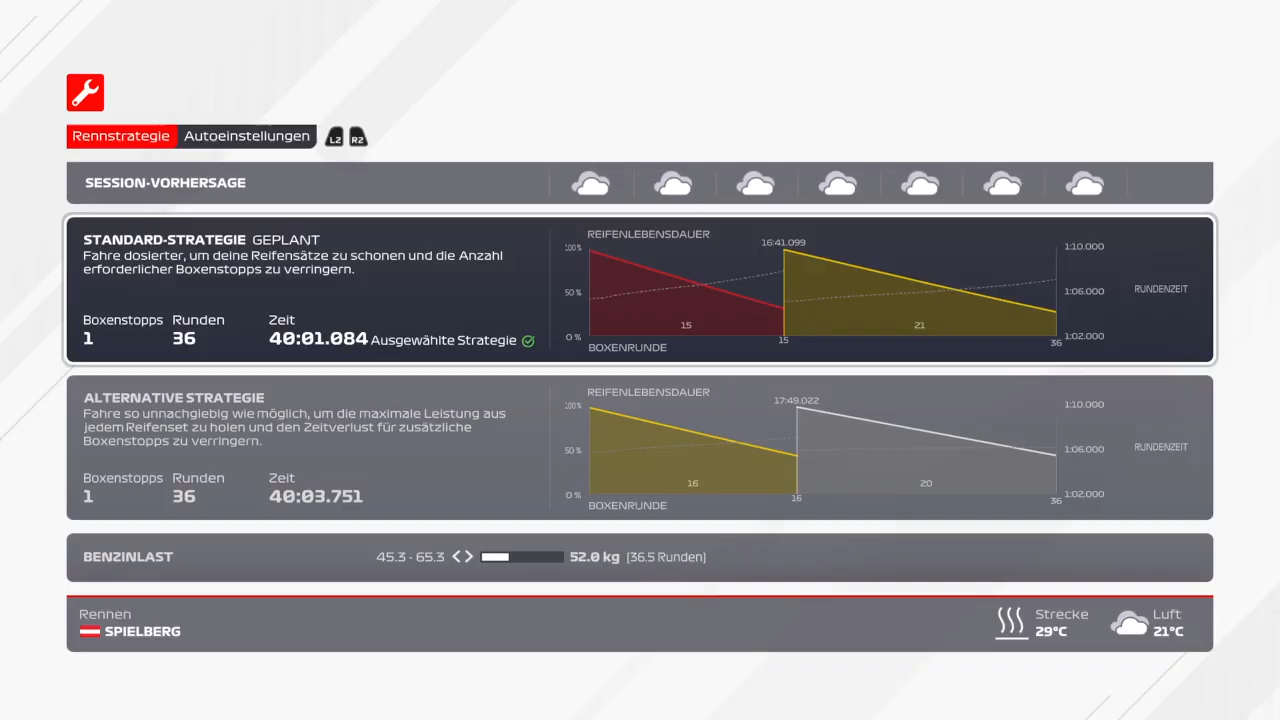 Rennstrategie Autoeinstellungen L2 R2
SESSION-VORHERSAGE
STANDARD-STRATEGIE GEPLANT
Fahre dosierter, um deine Reifensätze zu schonen und die Anzahl
erforderlicher Boxenstopps zu verringern.
Boxenstopps Runden Zeit
1 36 40:01.084 Ausgewählte Strategie
REIFENLEBENSDAUER
100% 16:41.099 1:10.000
50% 1:06.000 RUNDENZEIT
15 21
0% 15 36 1:02.000
BOXENRUNDE
ALTERNATIVE STRATEGIE
Fahre so unnachgiebig wie möglich, um die maximale Leistung aus
jedem Reifenset zu holen und den Zeitverlust für zusätzliche
Boxenstopps zu verringern.
Boxenstopps Runden Zeit
1 36 40:03.751
REIFENLEBENSDAUER
100% 17:49.022 1:10.000
50% 1:06.000 RUNDENZEIT
16 20
0% 16 36 1:02.000
BOXENRUNDE
BENZINLAST 45.3 - 65.3 < > 52.0 kg (36.5 Runden)
Rennen
SPIELBERG
Strecke
29°C
Luft
21°C